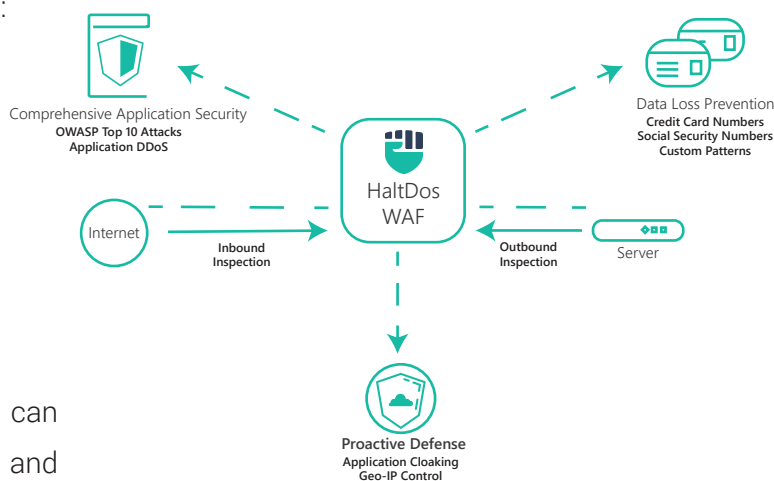 :
Comprehensive Application Security
OWASP Top 10 Attacks
Application DDoS
Data Loss Prevention
Credit Card Numbers
Social Security Numbers
Custom Patterns
HaltDos
WAF
Internet
Inbound
Inspection
Outbound
Inspection
Server
can
and
Proactive Defense
Application Cloaking
Geo-IP Control